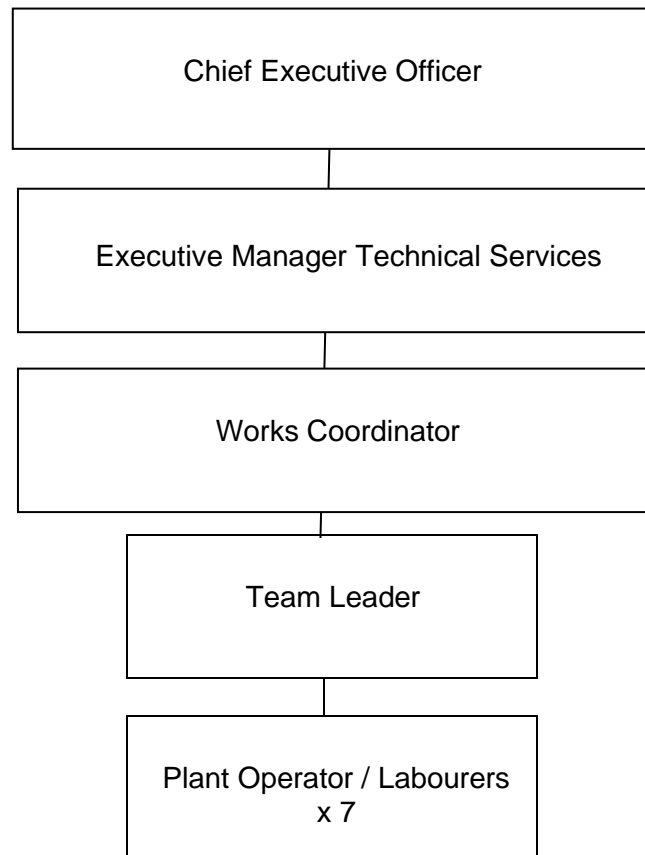 Chief Executive Officer
Executive Manager Technical Services
Works Coordinator
Team Leader
Plant Operator / Labourers
x 7